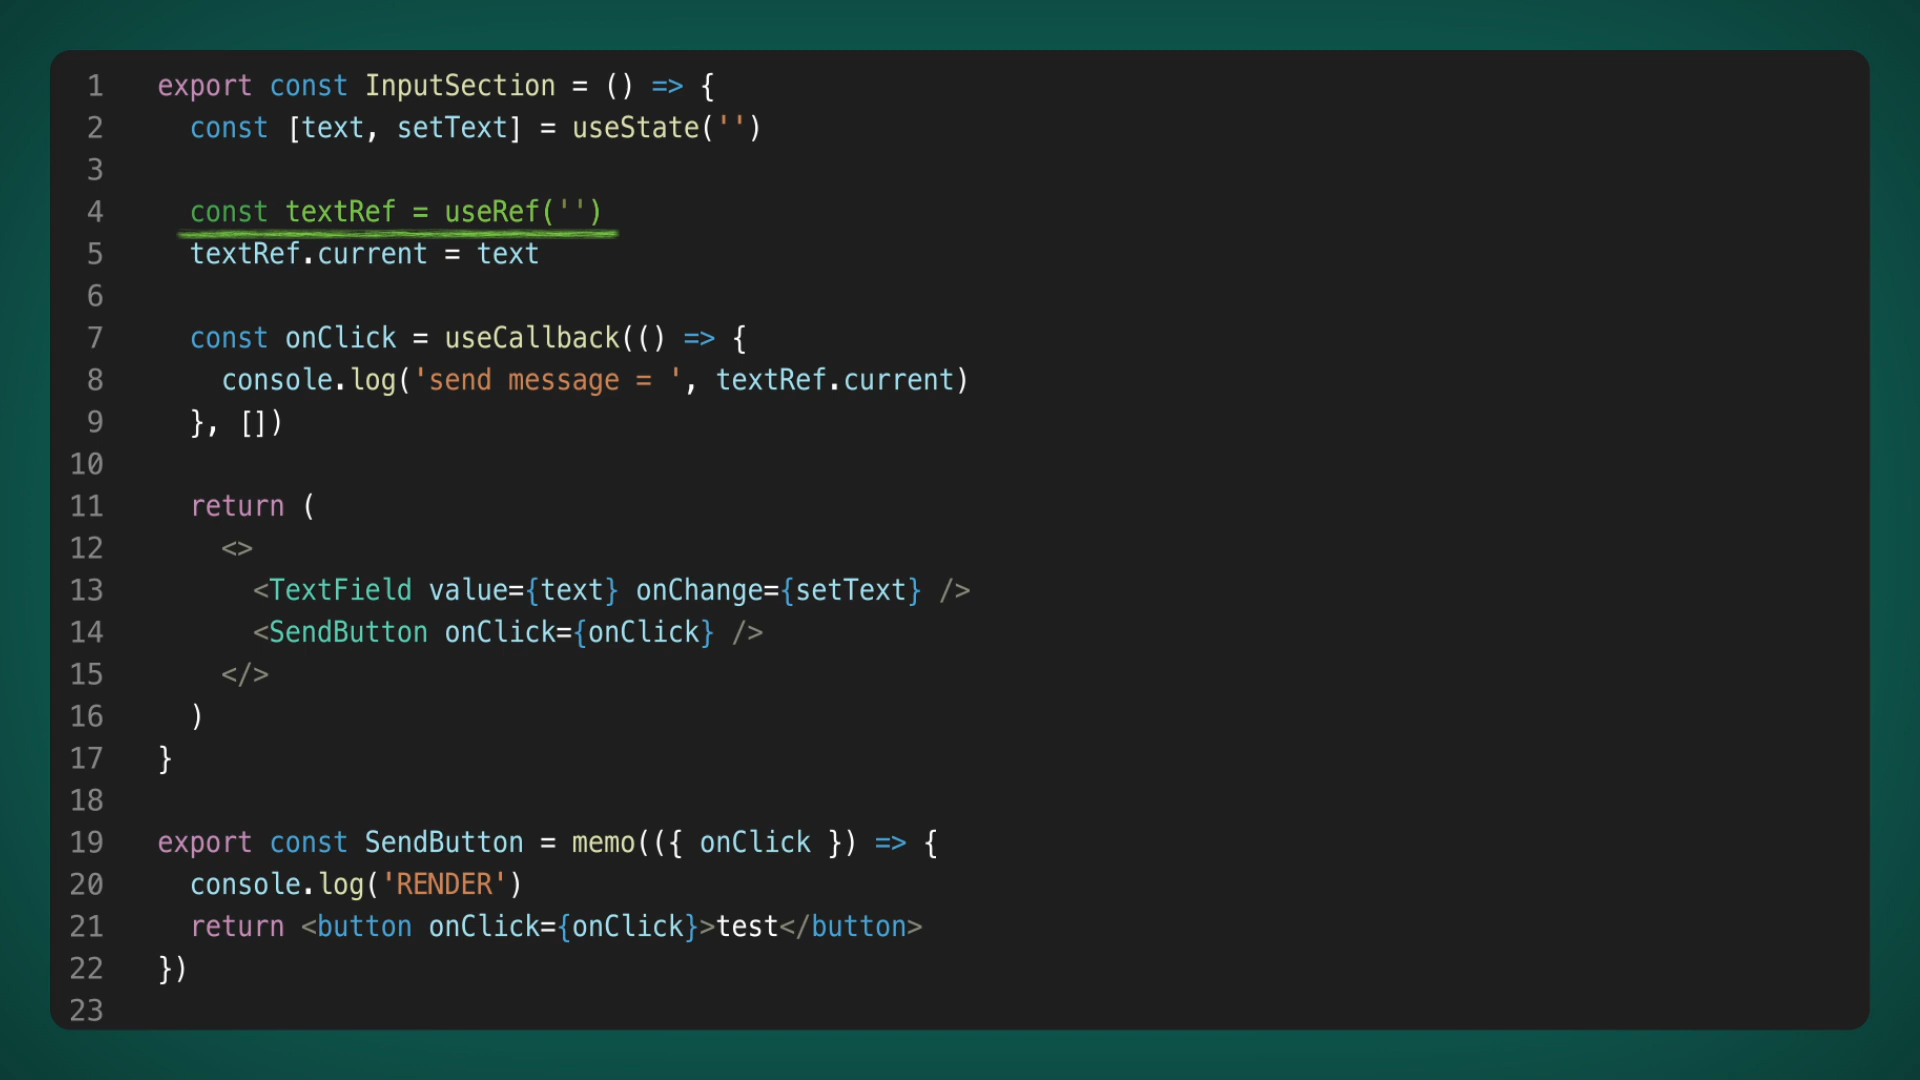 1 export const InputSection = () => {
2 const [text, setText] = useState('')
3
4 const textRef = useRef('')
5 textRef.current = text
6
7 const onClick = useCallback(() => {
8 console.log('send message = ', textRef.current)
9 }, [])
10
11 return (
12 <>
13 <TextField value={text} onChange={setText} />
14 <SendButton onClick={onClick} />
15 </>
16 )
17 }
18
19 export const SendButton = memo(({ onClick }) => {
20 console.log('RENDER')
21 return <button onClick={onClick}>test</button>
22 })
23